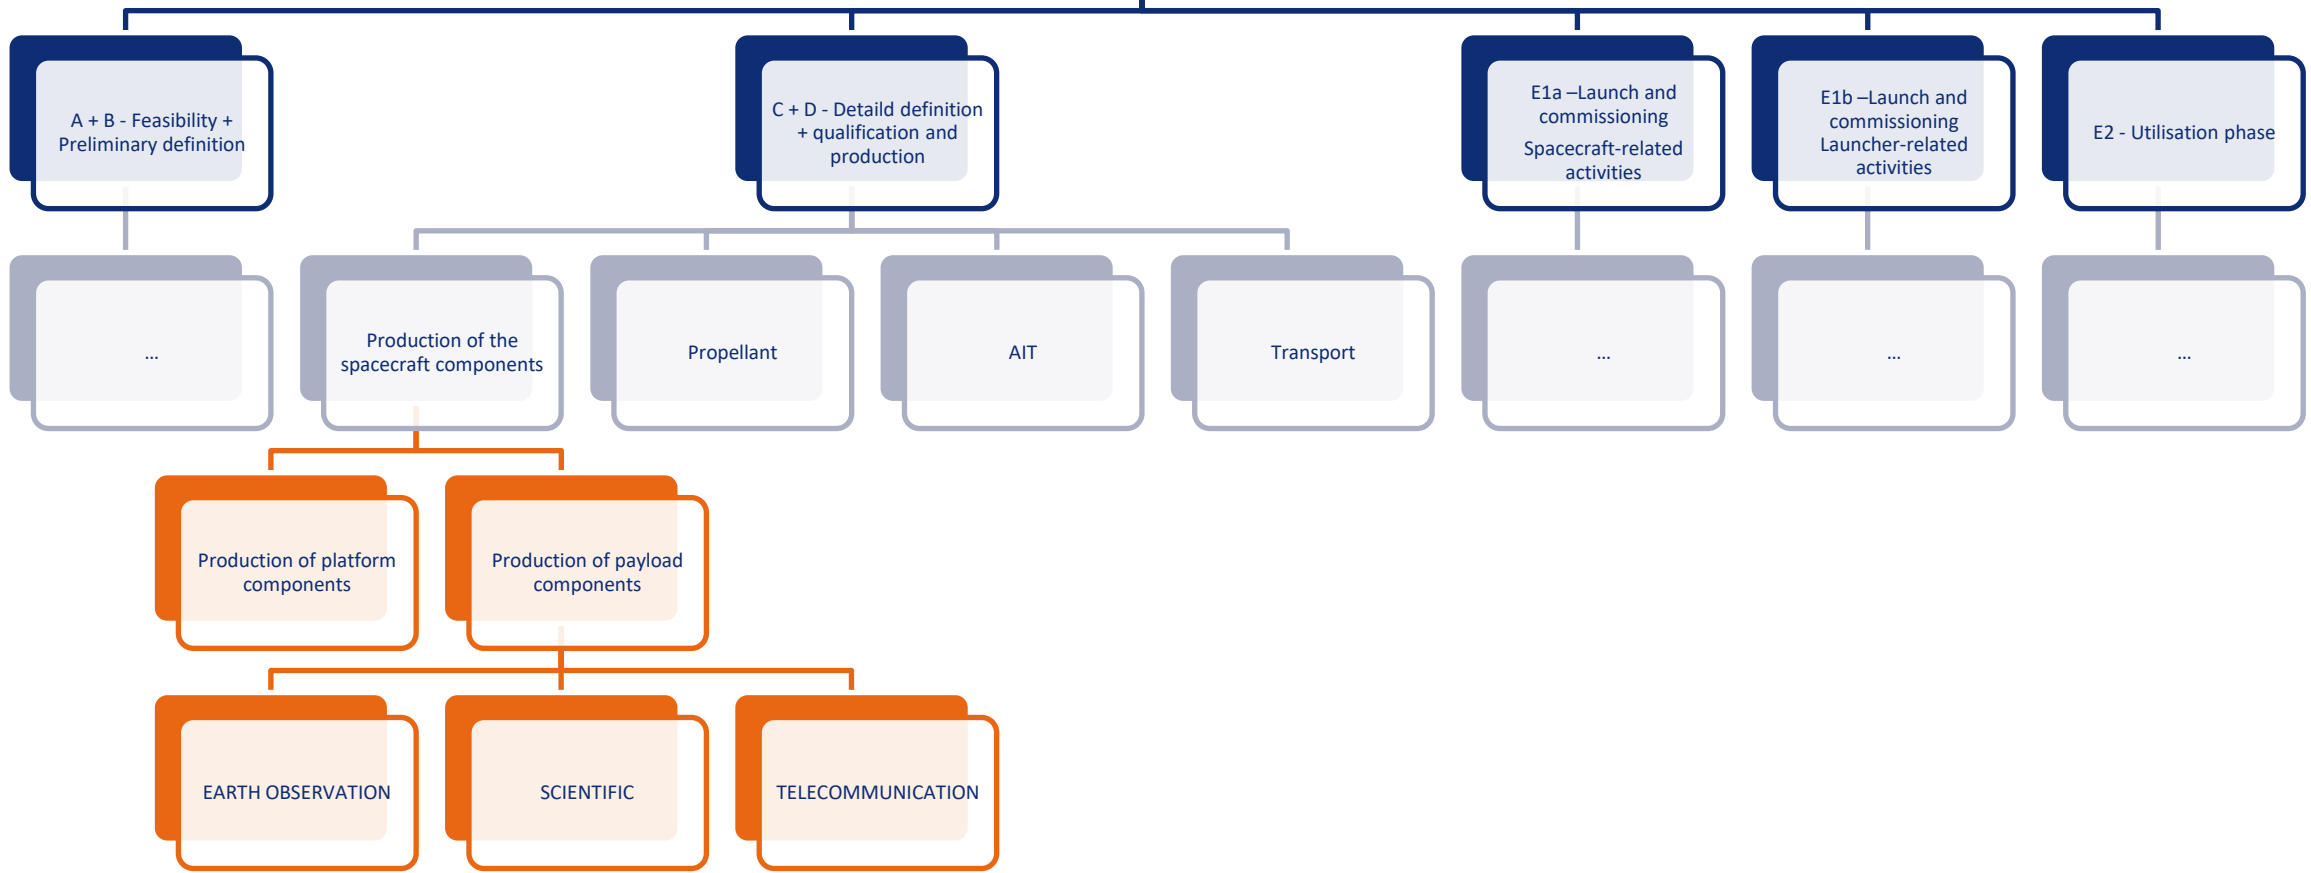 A + B - Feasibility +
Preliminary definition
C + D - Detaild definition
+ qualification and
production
E1a –Launch and
commissioning
Spacecraft-related
activities
E1b –Launch and
commissioning
Launcher-related
activities
E2 - Utilisation phase
...
Production of the
spacecraft components
Propellant
AIT
Transport
...
...
...
Production of platform
components
Production of payload
components
EARTH OBSERVATION
SCIENTIFIC
TELECOMMUNICATION